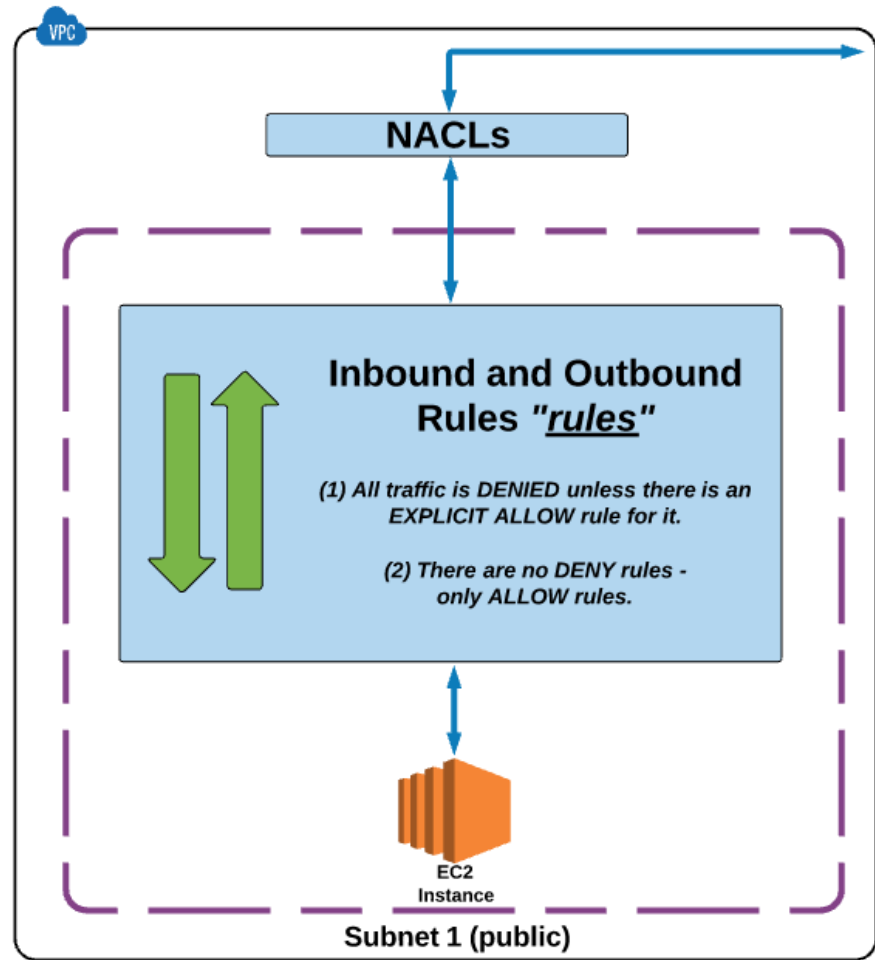 VPC
NACLs
Inbound and Outbound
Rules "rules"
(1) All traffic is DENIED unless there is an
EXPLICIT ALLOW rule for it.
(2) There are no DENY rules -
only ALLOW rules.
EC2
Instance
Subnet 1 (public)